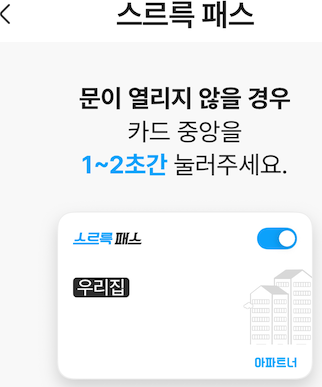 스르륵 패스
문이 열리지 않을 경우
카드 중앙을
1~2초간 눌러주세요.
스르륵 패스
우리집
아파트너